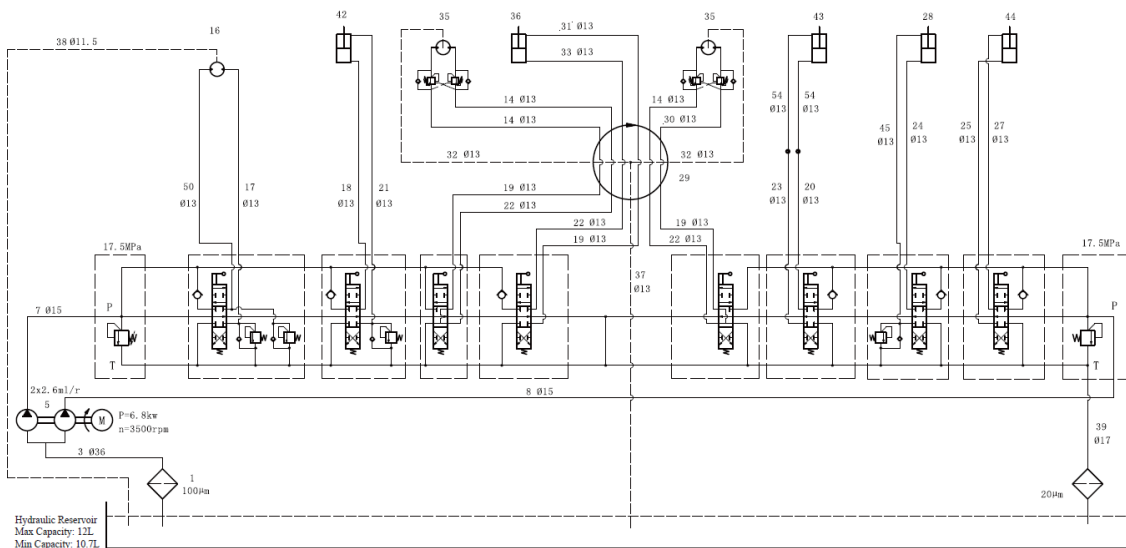 42
35
36
35
43
28
44
16
38 Ø11.5
31 Ø13
33 Ø13
14 Ø13
14 Ø13
14 Ø13
30 Ø13
32 Ø13
32 Ø13
29
54
Ø13
54
Ø13
45
Ø13
24
Ø13
25
Ø13
27
Ø13
50
Ø13
17
Ø13
18
Ø13
21
Ø13
19 Ø13
22 Ø13
22 Ø13
19 Ø13
19 Ø13
22 Ø13
23
Ø13
20
Ø13
37
Ø13
17.5MPa
17.5MPa
7 Ø15
P
T
P
T
2x2.6ml/r
5
M
P=6.8kw
n=3500rpm
8 Ø15
3 Ø36
1
100μm
39
Ø17
20μm
Hydraulic Reservoir
Max Capacity: 12L
Min Capacity: 10.7L